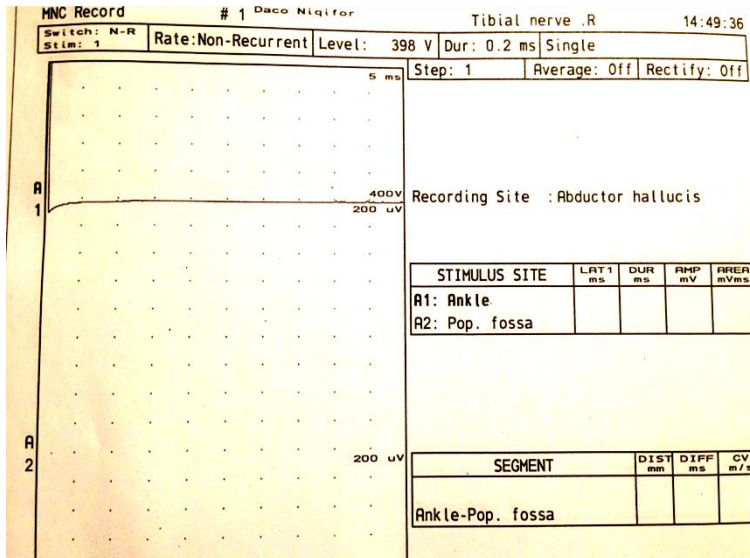 MNC Record # 1 Daco Niqifor Tibial nerve .R 14:49:36
Switch: N-R
Stim: 1
Rate:Non-Recurrent Level: 398 V Dur: 0.2 ms Single
5 ms Step: 1 Average: Off Rectify: Off
A
1
400V
200 uV
Recording Site :Abductor hallucis
STIMULUS SITE LAT1 ms DUR ms AMP mV AREA mVms
A1: Ankle
A2: Pop. fossa
A
2
200 uV
SEGMENT DIST mm DIFF ms CV m/s
Ankle-Pop. fossa